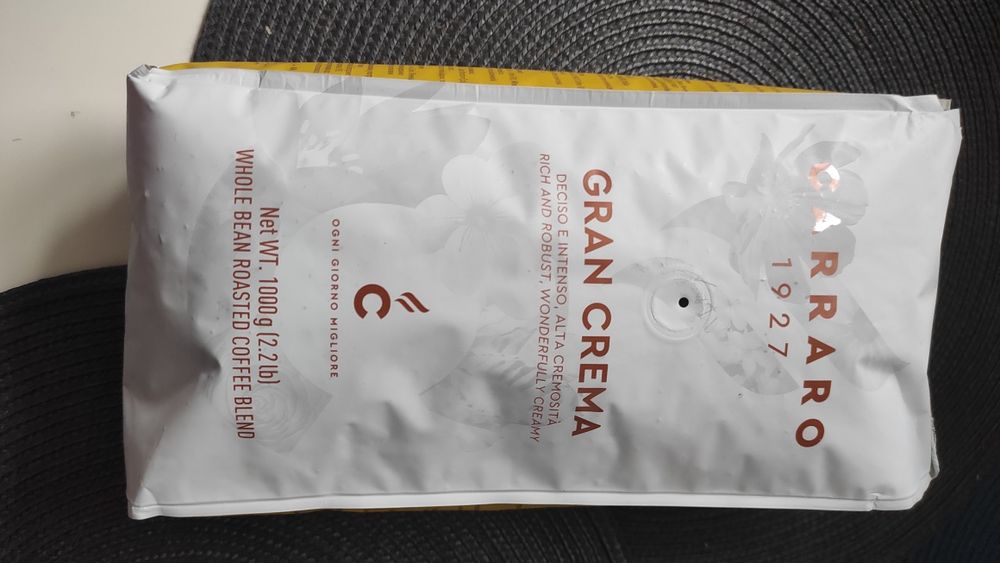 CARRARO
1927
GRAN CREMA
DECISO E INTENSO, ALTA CREMOSITÀ
RICH AND ROBUST, WONDERFULLY CREAMY
OGNI GIORNO MIGLIORE
Net WT. 1000g (2.2lb)
WHOLE BEAN ROASTED COFFEE BLEND